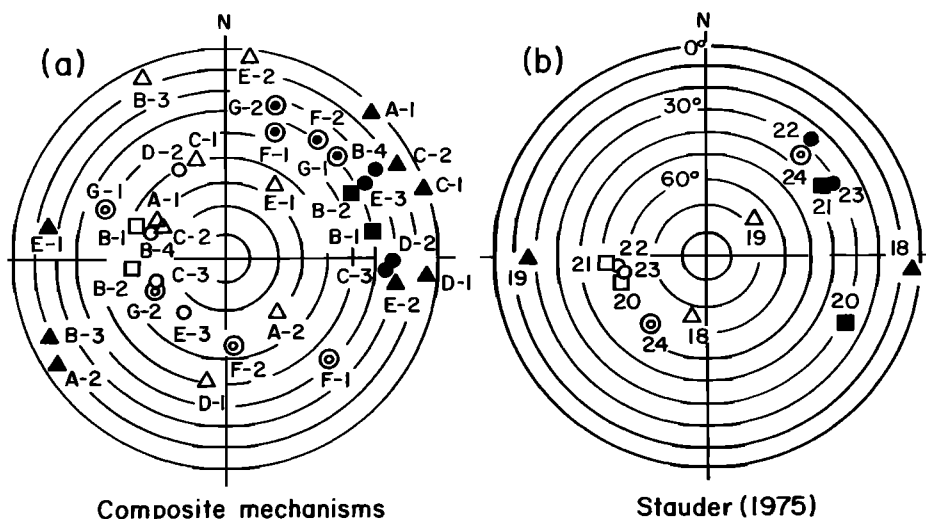 N
(a)
E-2
B-3
A-1
G-2
F-2
C-1
B-4
C-2
D-2
F-1
G-1
E-3
C-1
G-1
A-1
E-1
B-2
E-1
B-1
C-2
B-1
D-2
B-4
C-3
C-3
D-1
B-2
E-2
G-2
E-3
A-2
B-3
A-2
F-2
F-1
D-1
Composite mechanisms
N
(b)
0°
30°
22
24
60°
21
23
19
18
19
21
22
23
20
20
18
24
Stauder (1975)